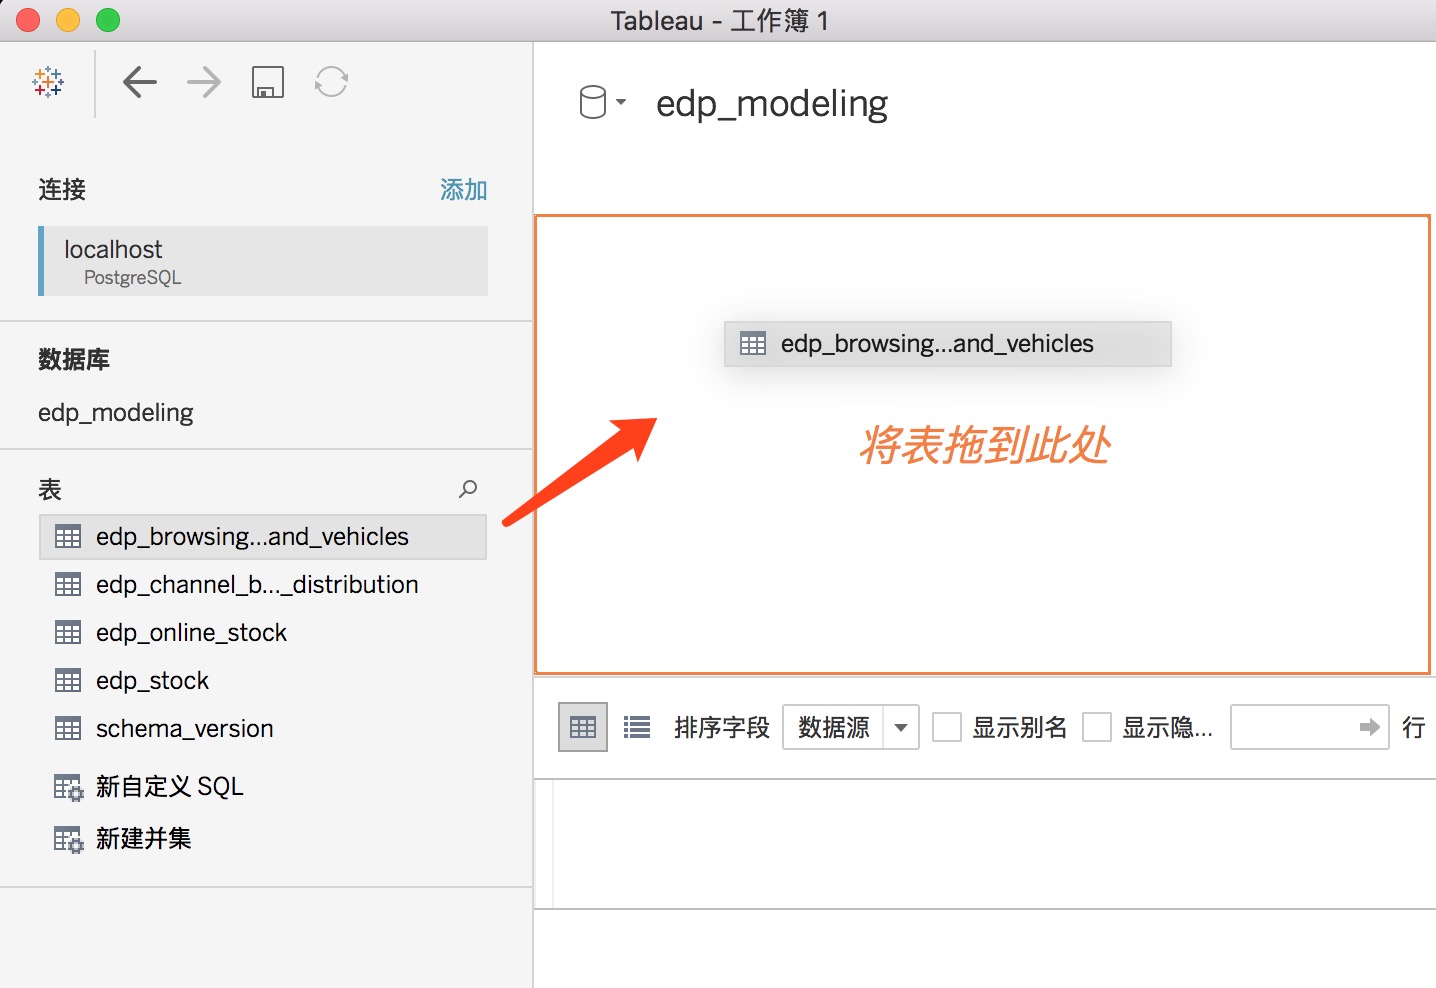 Tableau - 工作簿 1
edp_modeling
连接
添加
localhost
PostgreSQL
数据库
edp_modeling
表
edp_browsing...and_vehicles
edp_channel_b..._distribution
edp_online_stock
edp_stock
schema_version
新自定义 SQL
新建并集
edp_browsing...and_vehicles
将表拖到此处
排序字段 数据源 显示别名 显示隐... 行